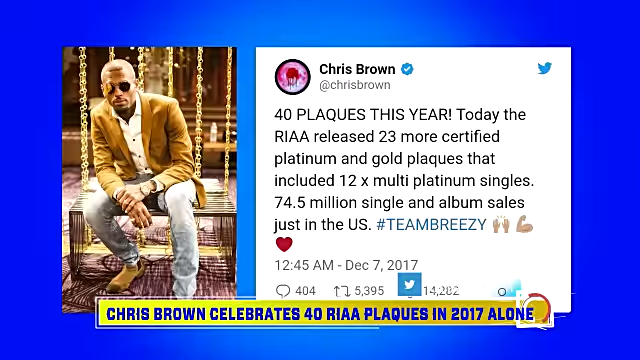 Chris Brown
@chrisbrown
40 PLAQUES THIS YEAR! Today the
RIAA released 23 more certified
platinum and gold plaques that
included 12 x multi platinum singles.
74.5 million single and album sales
just in the US. #TEAMBREEZY 🙌🏽 💪🏽
❤️
12:45 AM - Dec 7, 2017
404 5,395 14,282
CHRIS BROWN CELEBRATES 40 RIAA PLAQUES IN 2017 ALONE